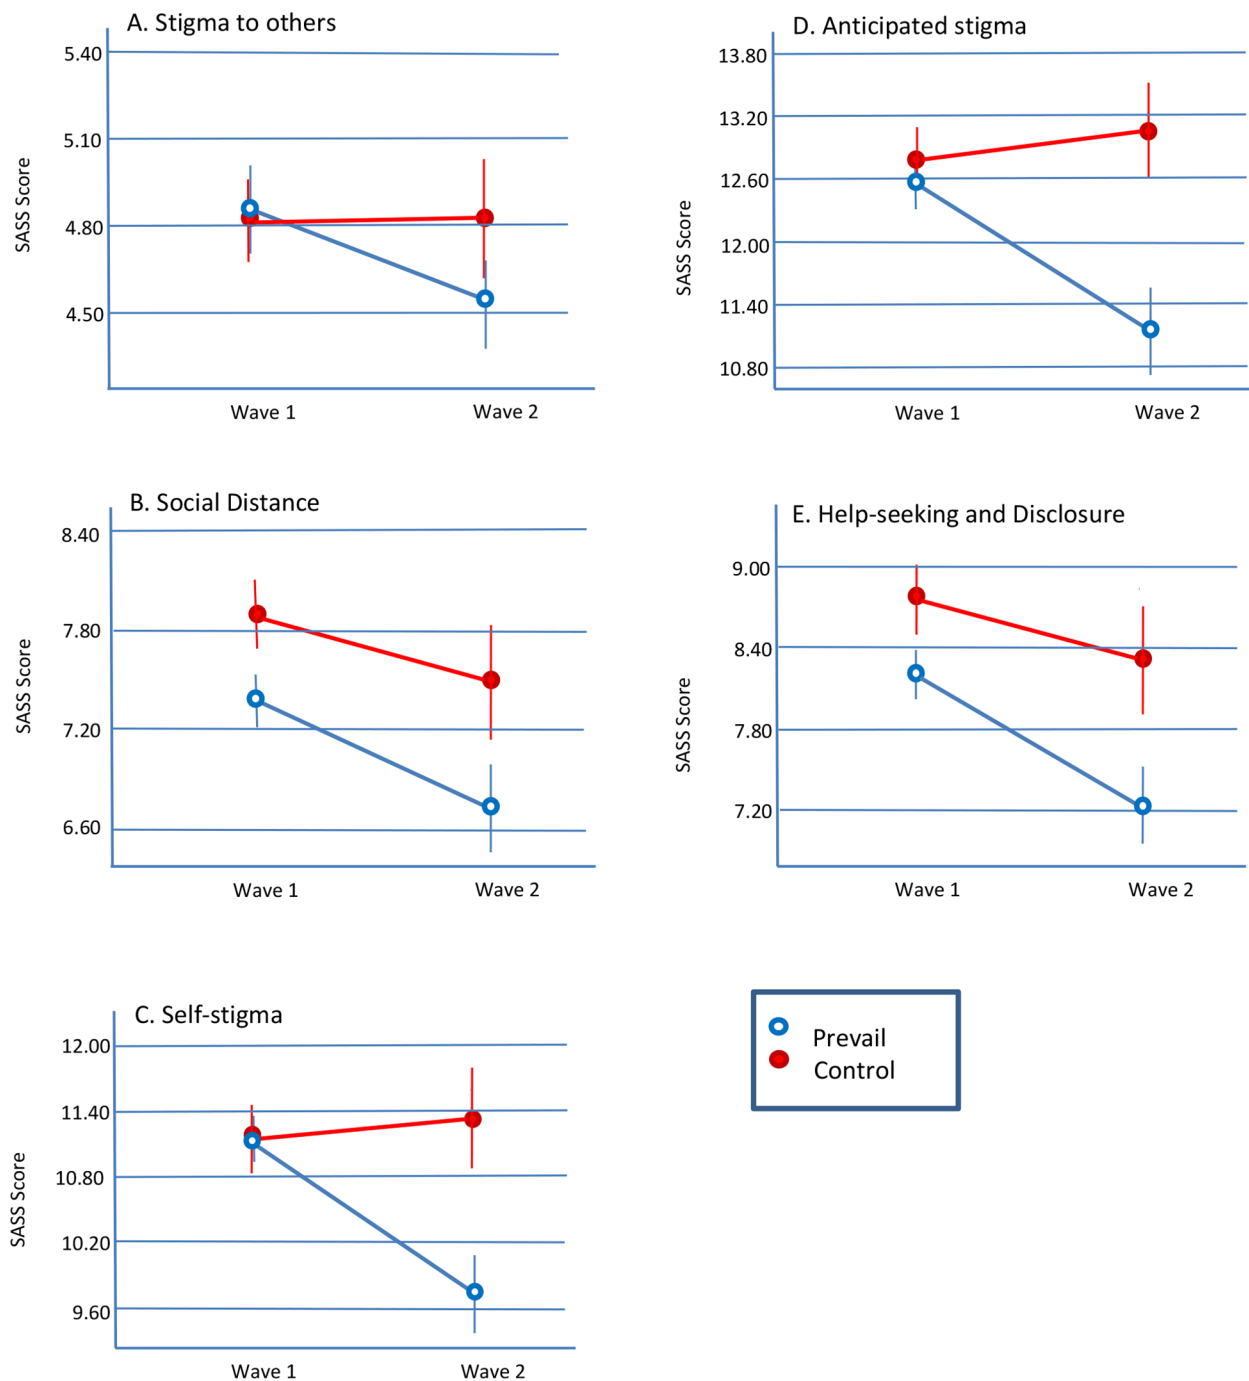 A. Stigma to others
5.40
5.10
4.80
4.50
SASS Score
Wave 1
Wave 2
D. Anticipated stigma
13.80
13.20
12.60
12.00
11.40
10.80
SASS Score
Wave 1
Wave 2
B. Social Distance
8.40
7.80
7.20
6.60
SASS Score
Wave 1
Wave 2
E. Help-seeking and Disclosure
9.00
8.40
7.80
7.20
SASS Score
Wave 1
Wave 2
C. Self-stigma
12.00
11.40
10.80
10.20
9.60
SASS Score
Wave 1
Wave 2
Prevail
Control